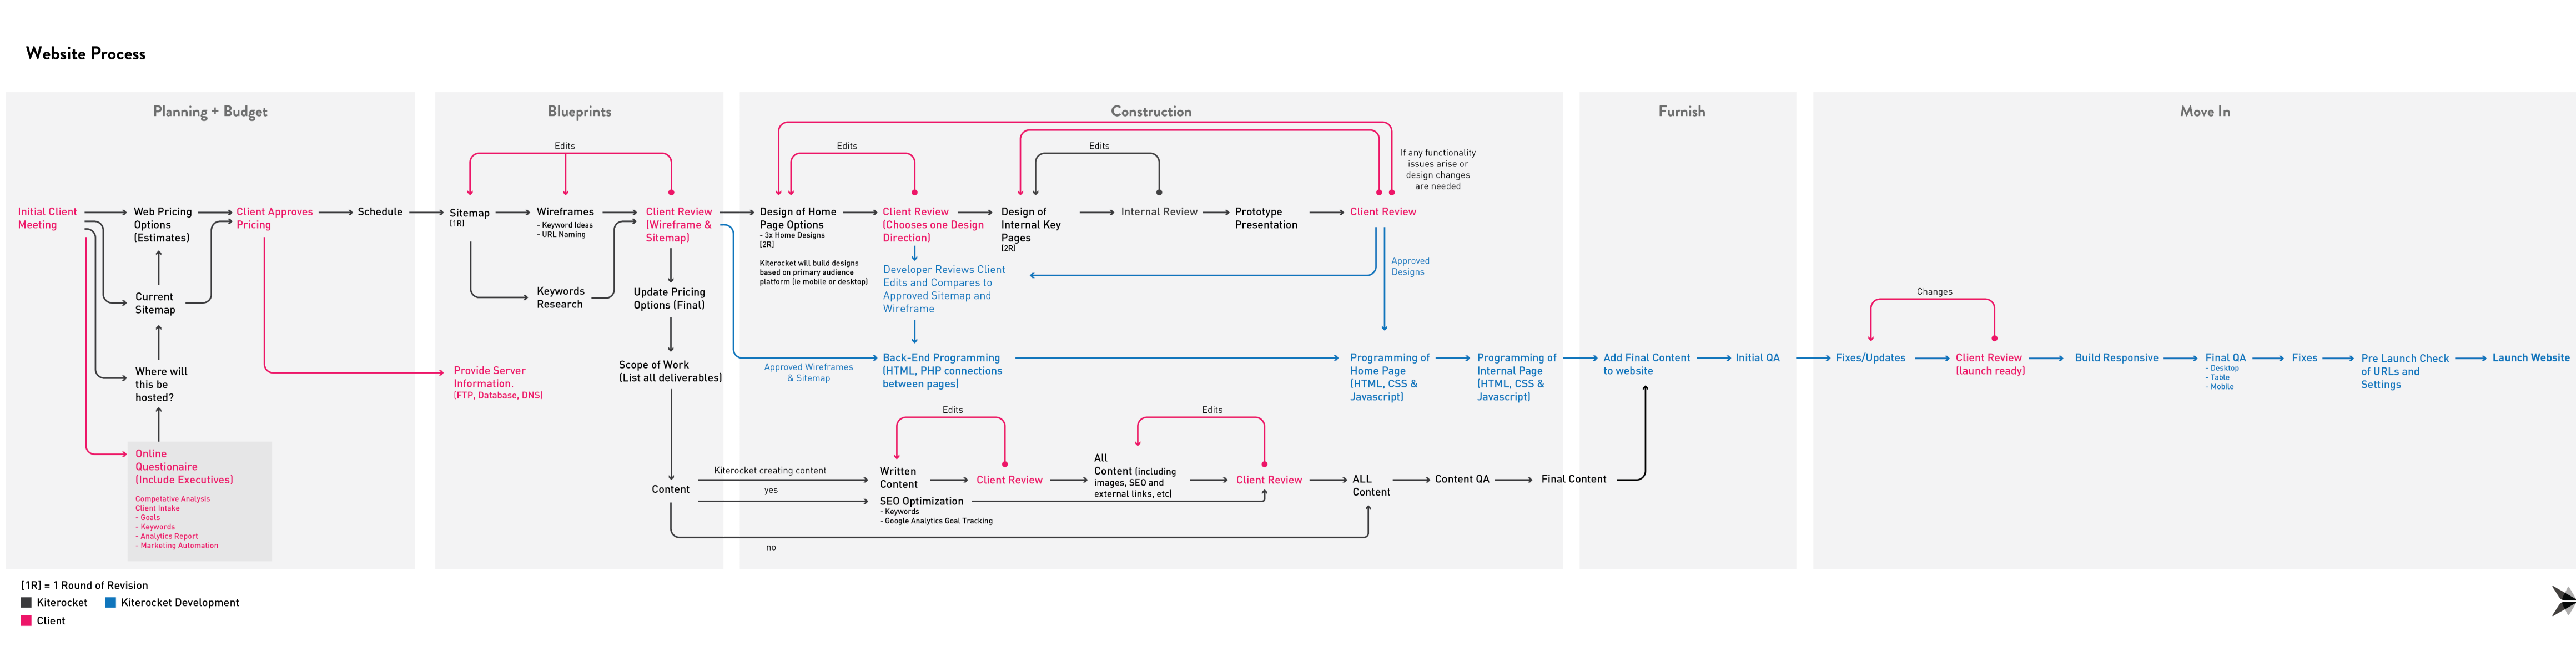 Website Process
Planning + Budget
Initial Client
Meeting
Web Pricing
Options
(Estimates)
Client Approves
Pricing
Schedule
Current
Sitemap
Where will
this be
hosted?
Online
Questionaire
(Include Executives)
Competative Analysis
Client Intake
- Goals
- Keywords
- Analytics Report
- Marketing Automation
Blueprints
Edits
Sitemap
[1R]
Wireframes
- Keyword Ideas
- URL Naming
Client Review
(Wireframe &
Sitemap)
Keywords
Research
Update Pricing
Options (Final)
Scope of Work
(List all deliverables)
Provide Server
Information.
(FTP, Database, DNS)
Content
Construction
Edits
Edits
If any functionality
issues arise or
design changes
are needed
Design of Home
Page Options
- 3x Home Designs
[2R]
Kiterocket will build designs
based on primary audience
platform (ie mobile or desktop)
Client Review
(Chooses one Design
Direction)
Design of
Internal Key
Pages
[2R]
Internal Review
Prototype
Presentation
Client Review
Developer Reviews Client
Edits and Compares to
Approved Sitemap and
Wireframe
Approved
Designs
Approved Wireframes
& Sitemap
Back-End Programming
(HTML, PHP connections
between pages)
Programming of
Home Page
(HTML, CSS &
Javascript)
Programming of
Internal Page
(HTML, CSS &
Javascript)
Edits
Edits
Kiterocket creating content
yes
no
Written
Content
SEO Optimization
- Keywords
- Google Analytics Goal Tracking
Client Review
All
Content (including
images, SEO and
external links, etc)
Client Review
ALL
Content
Content QA
Final Content
Furnish
Add Final Content
to website
Initial QA
Move In
Changes
Fixes/Updates
Client Review
(launch ready)
Build Responsive
Final QA
- Desktop
- Table
- Mobile
Fixes
Pre Launch Check
of URLs and
Settings
Launch Website
[1R] = 1 Round of Revision
Kiterocket
Kiterocket Development
Client